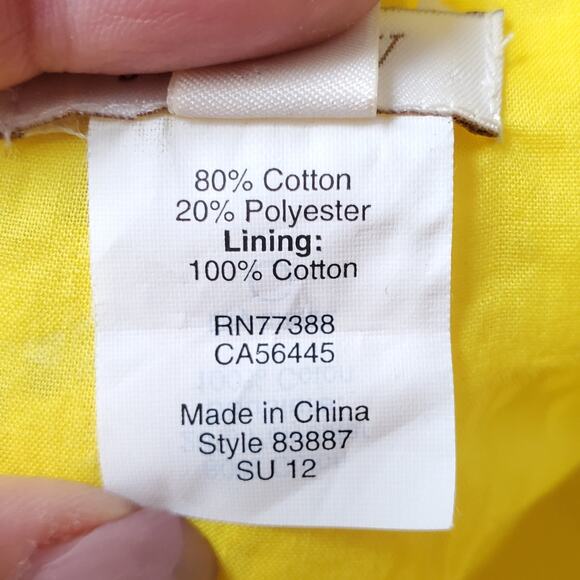 80% Cotton
20% Polyester
Lining:
100% Cotton
RN77388
CA56445
Made in China
Style 83887
SU 12